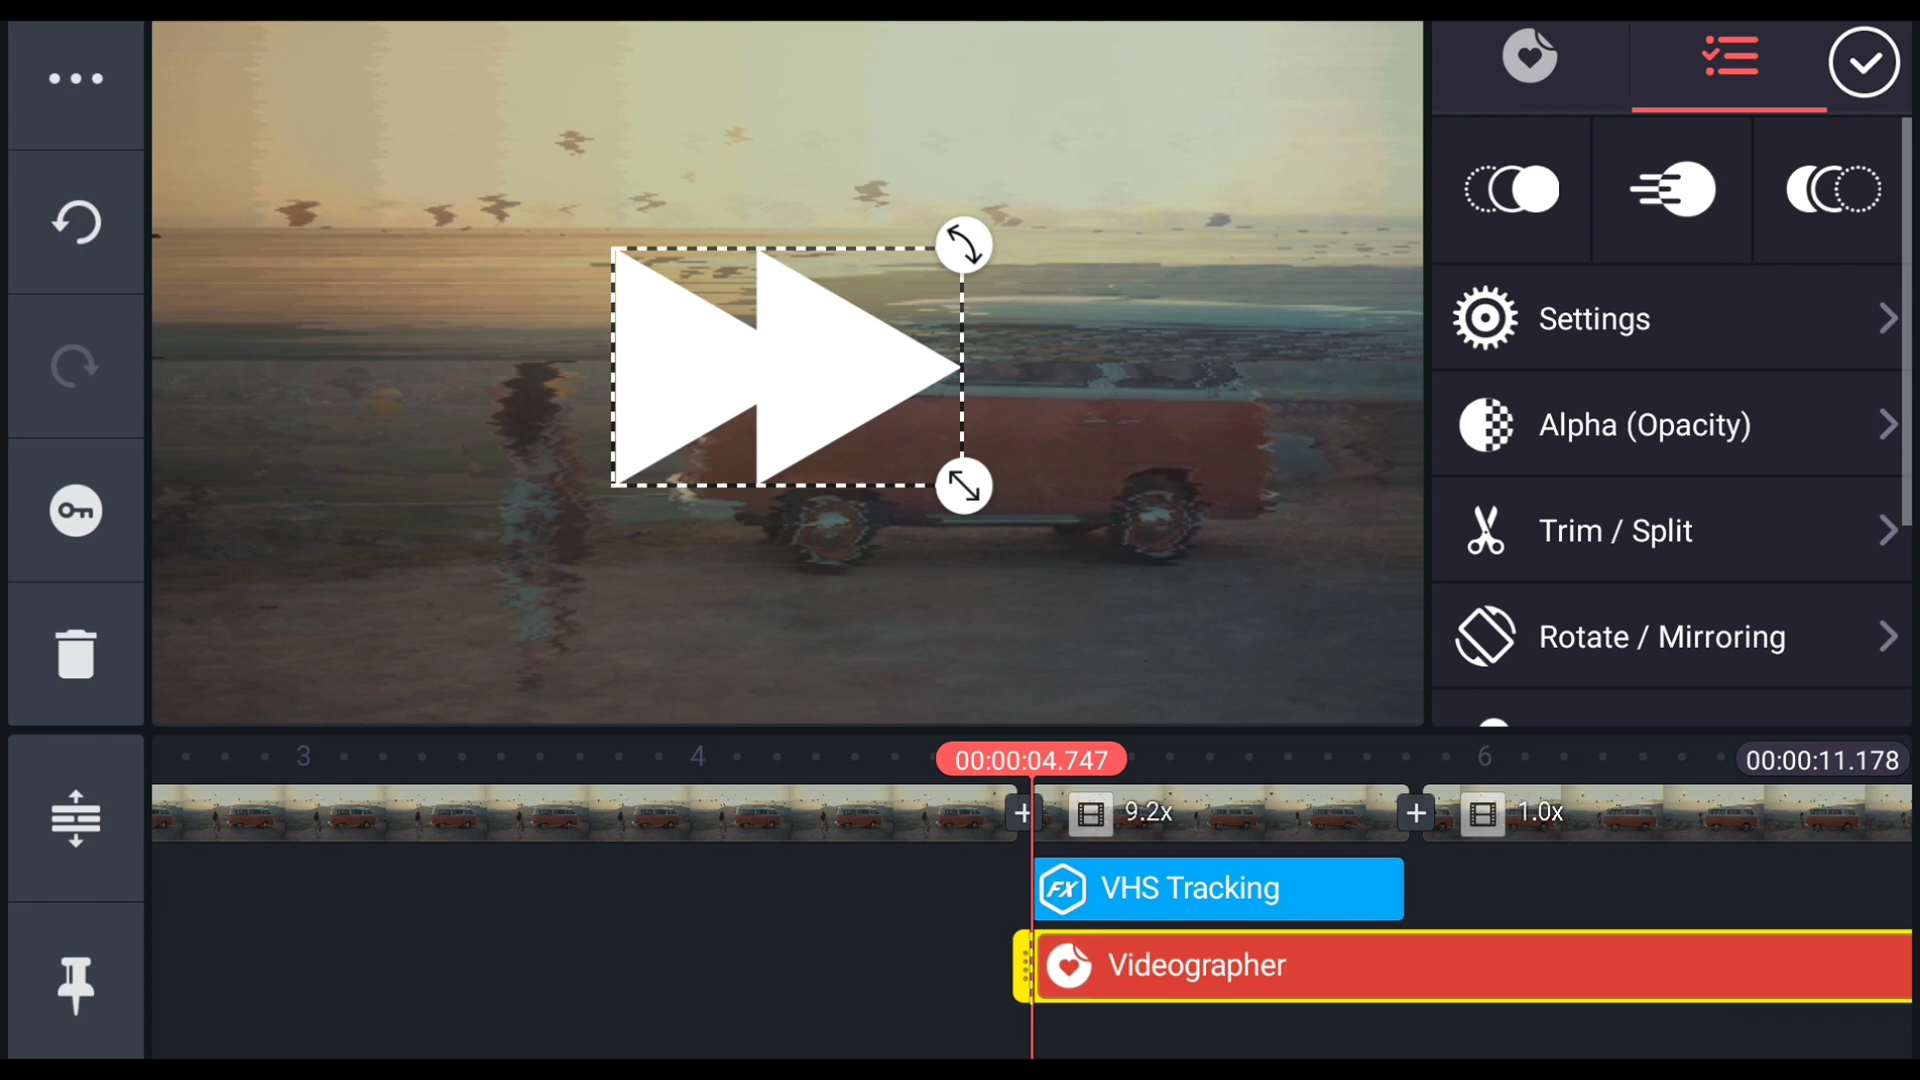 Settings
Alpha (Opacity)
Trim / Split
Rotate / Mirroring
3
4
00:00:04.747
6
00:00:11.178
9.2x
1.0x
FX VHS Tracking
Videographer